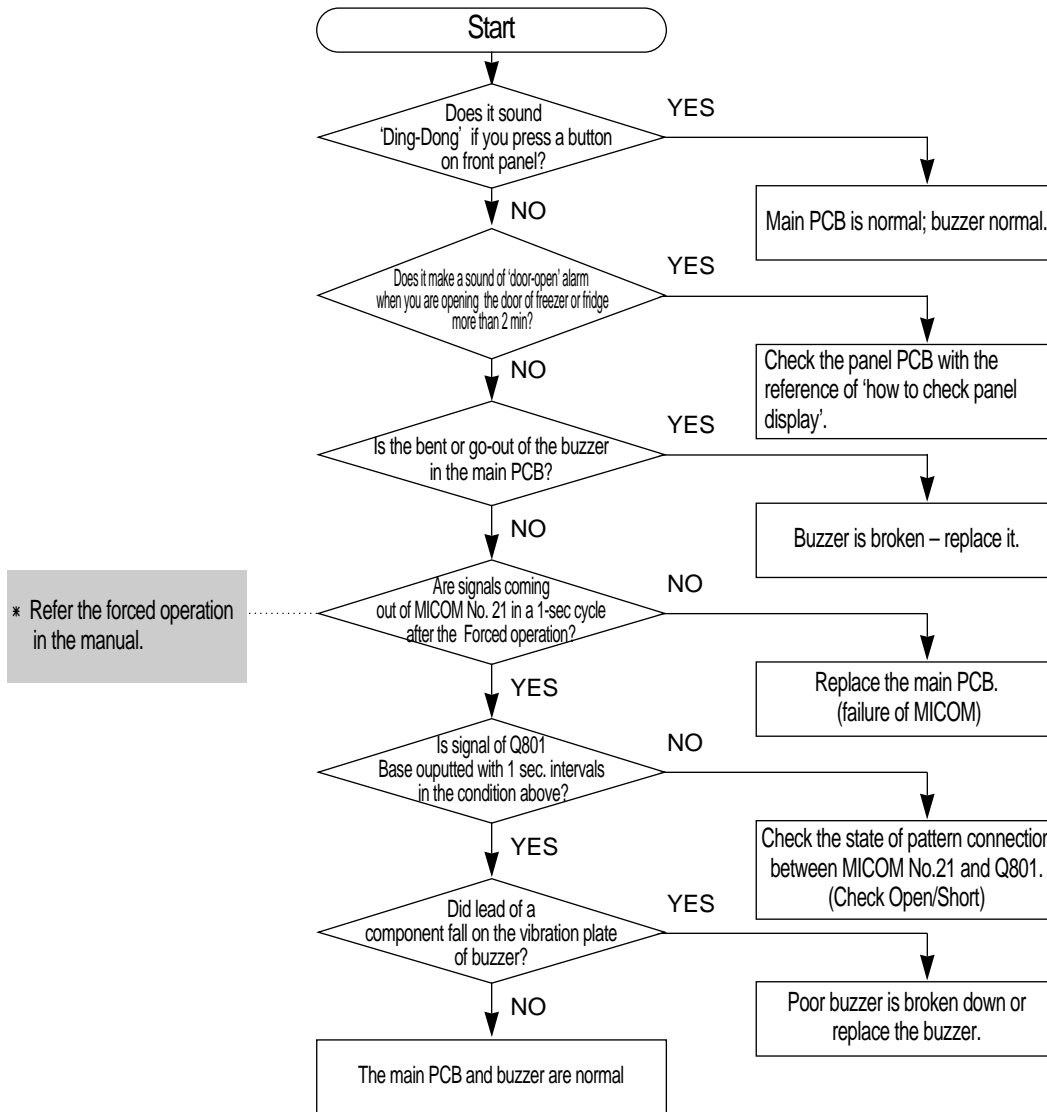 Start
Does it sound
‘Ding-Dong’ if you press a button
on front panel?
YES
Main PCB is normal; buzzer normal.
NO
Does it make a sound of ‘door-open’ alarm
when you are opening the door of freezer or fridge
more than 2 min?
YES
Check the panel PCB with the
reference of ‘how to check panel
display’.
NO
Is the bent or go-out of the buzzer
in the main PCB?
YES
Buzzer is broken – replace it.
NO
* Refer the forced operation
in the manual.
Are signals coming
out of MICOM No. 21 in a 1-sec cycle
after the Forced operation?
NO
Replace the main PCB.
(failure of MICOM)
YES
Is signal of Q801
Base ouputted with 1 sec. intervals
in the condition above?
NO
Check the state of pattern connection
between MICOM No.21 and Q801.
(Check Open/Short)
YES
Did lead of a
component fall on the vibration plate
of buzzer?
YES
Poor buzzer is broken down or
replace the buzzer.
NO
The main PCB and buzzer are normal